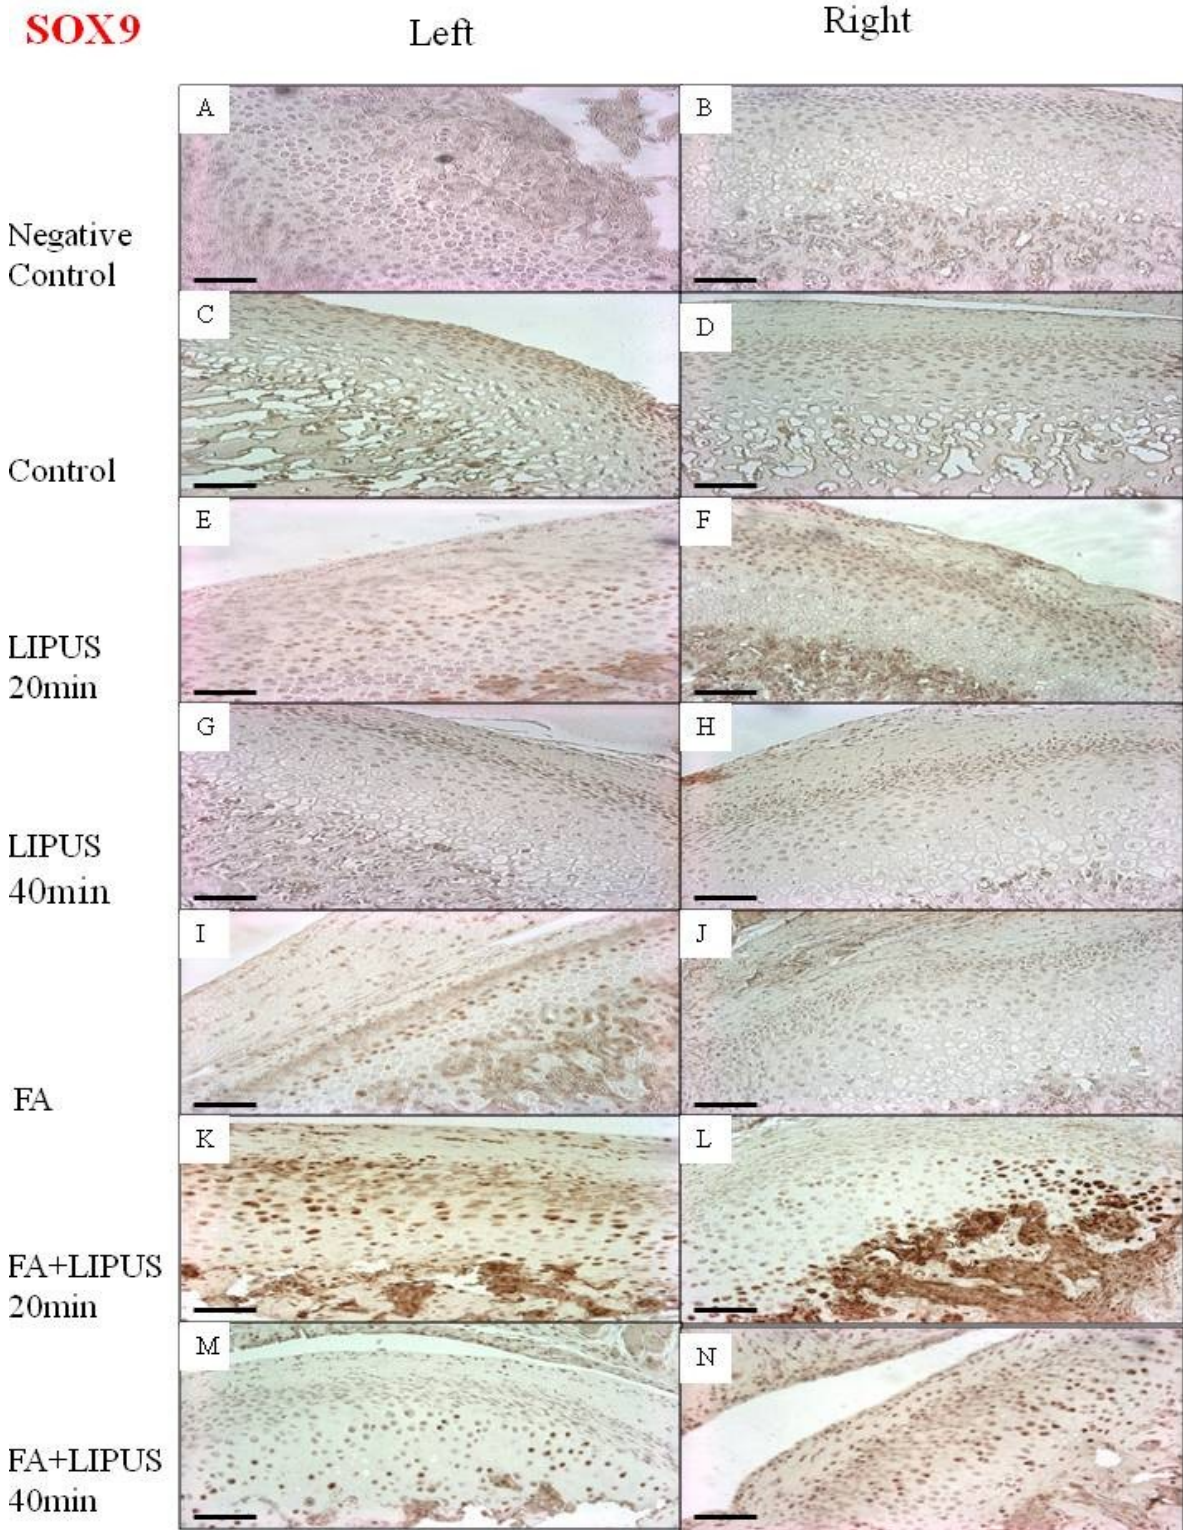 SOX9
Left
Right
A
B
Negative
Control
C
D
Control
E
F
LIPUS
20min
G
H
LIPUS
40min
I
J
FA
K
L
FA+LIPUS
20min
M
N
FA+LIPUS
40min